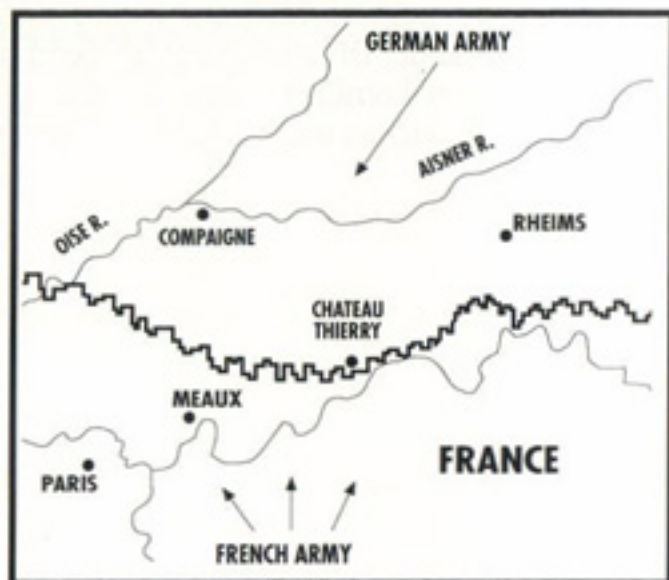 GERMAN ARMY
AISNER R.
OISE R.
COMPAIGNE
RHEIMS
CHATEAU
THIERRY
MEAUX
PARIS
FRANCE
FRENCH ARMY